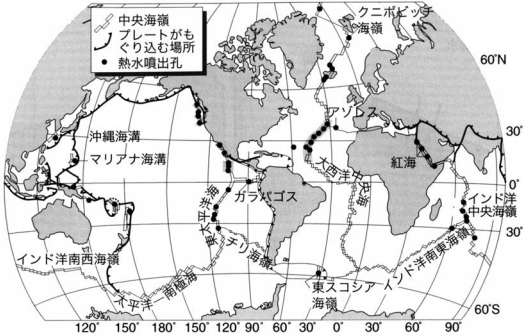 中央海嶺
プレートがも
ぐり込む場所
熱水噴出孔
クニポビッチ
海嶺
60°N
30°
0°
30°
60°S
アゾレス
沖縄海溝
マリアナ海溝
紅海
大西洋中央海
ガラパゴス
東太平洋海
チリ海嶺
インド洋
中央海嶺
インド洋南西海嶺
太平洋－南極海
東スコシア
海嶺
インド洋南東海嶺
120° 150° 180° 150° 120° 90° 60° 30° 0° 30° 60° 90°